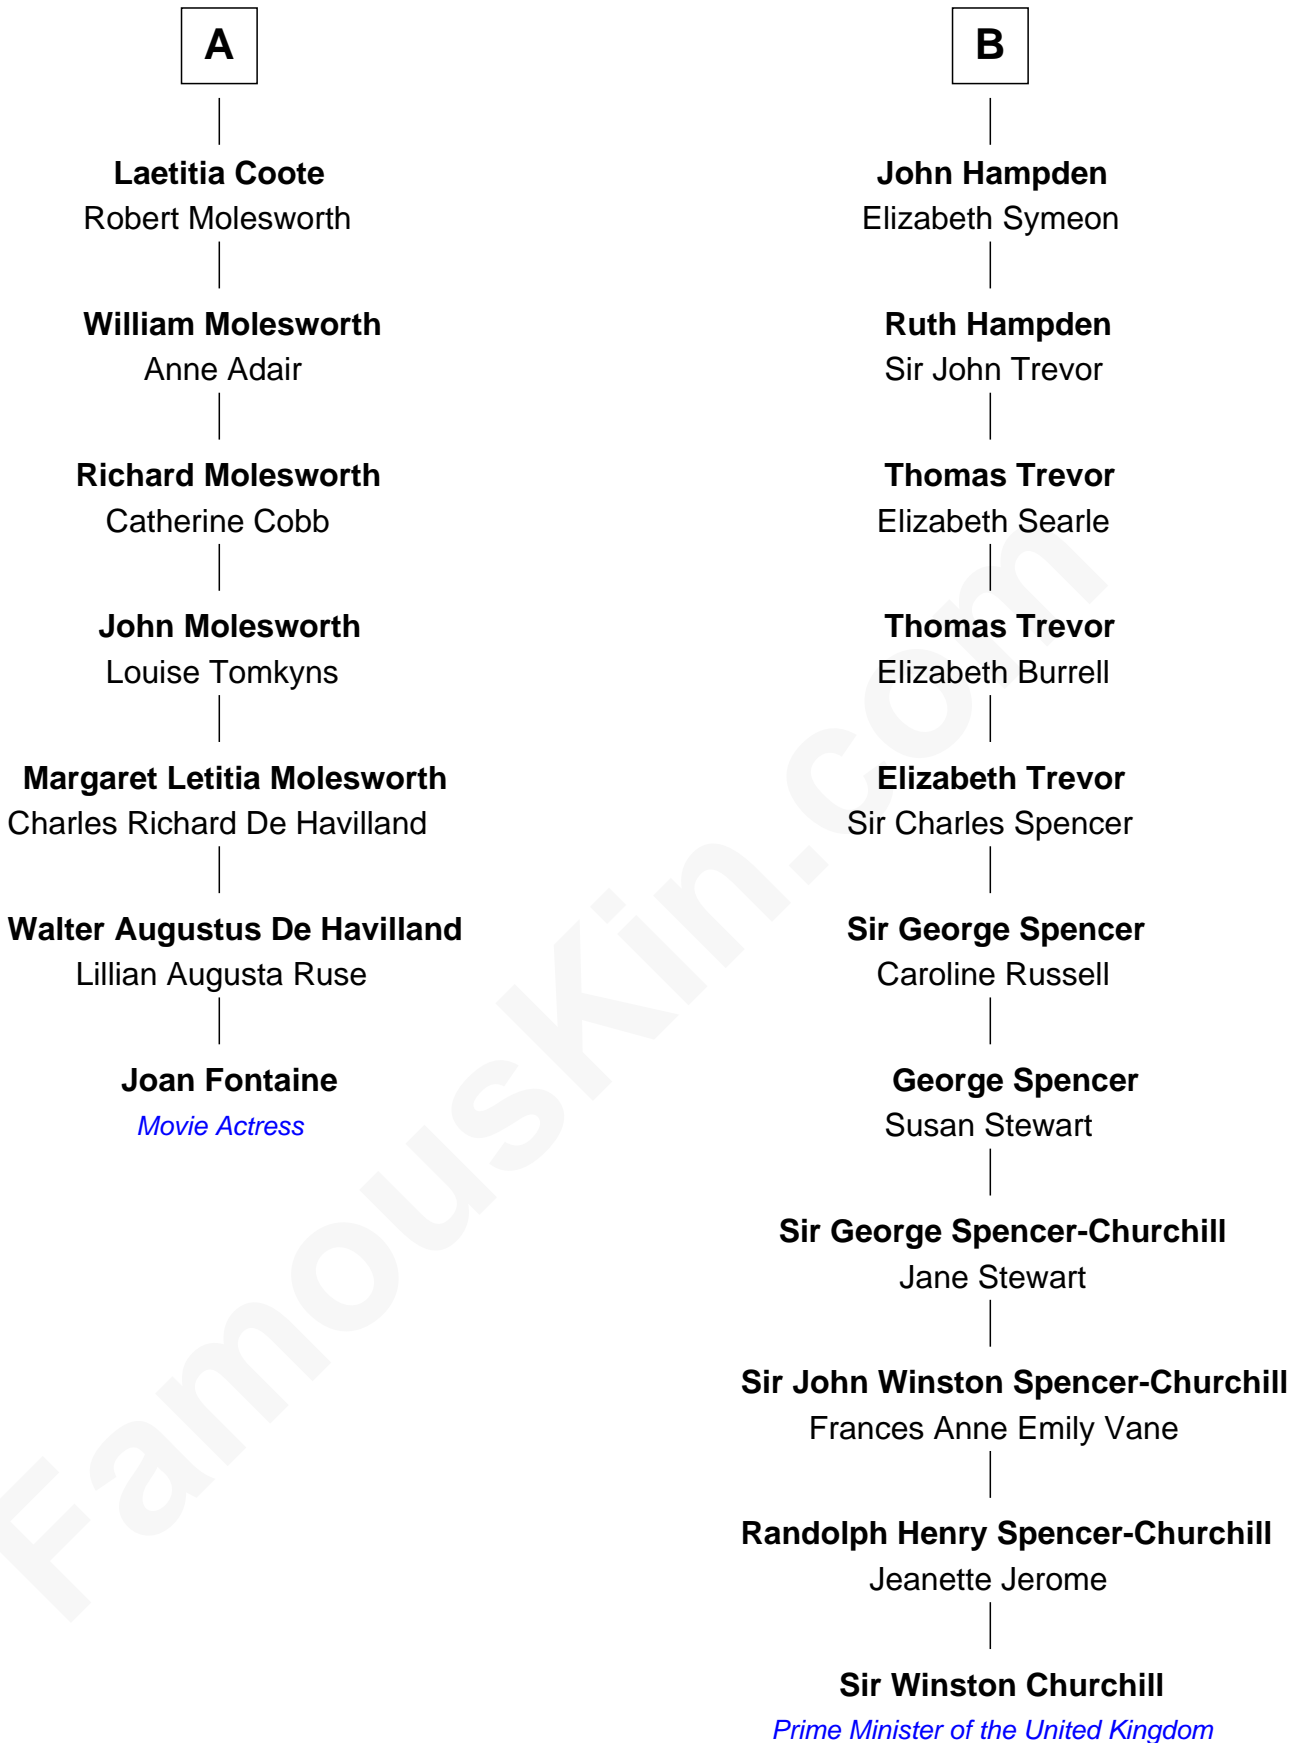 A
Laetitia Coote
Robert Molesworth
William Molesworth
Anne Adair
Richard Molesworth
Catherine Cobb
John Molesworth
Louise Tomkyns
Margaret Letitia Molesworth
Charles Richard De Havilland
Walter Augustus De Havilland
Lillian Augusta Ruse
Joan Fontaine
Movie Actress
B
John Hampden
Elizabeth Symeon
Ruth Hampden
Sir John Trevor
Thomas Trevor
Elizabeth Searle
Thomas Trevor
Elizabeth Burrell
Elizabeth Trevor
Sir Charles Spencer
Sir George Spencer
Caroline Russell
George Spencer
Susan Stewart
Sir George Spencer-Churchill
Jane Stewart
Sir John Winston Spencer-Churchill
Frances Anne Emily Vane
Randolph Henry Spencer-Churchill
Jeanette Jerome
Sir Winston Churchill
Prime Minister of the United Kingdom
FamousKin.com